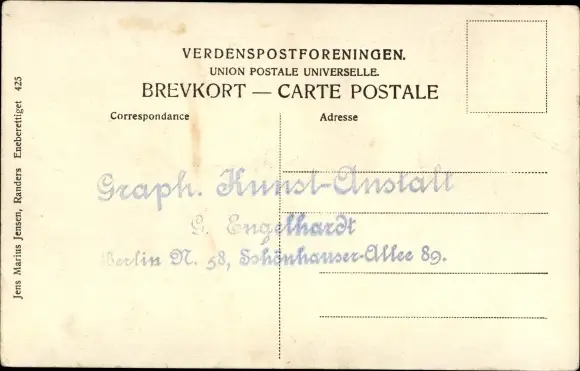 VERDENSPOSTFORENINGEN.
UNION POSTALE UNIVERSELLE.
BREVKORT — CARTE POSTALE
Correspondance
Adresse
Graph. Kunst-Anstalt
G. Engelhardt
Berlin N. 58, Schönhauser-Allee 89.
Jens Marius Jensen, Randers Eneberettiget 425